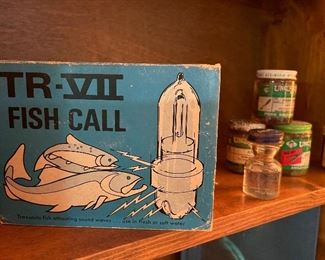 TR-VII
FISH CALL
Transmits fish attracting sound waves .... use in fresh or salt water